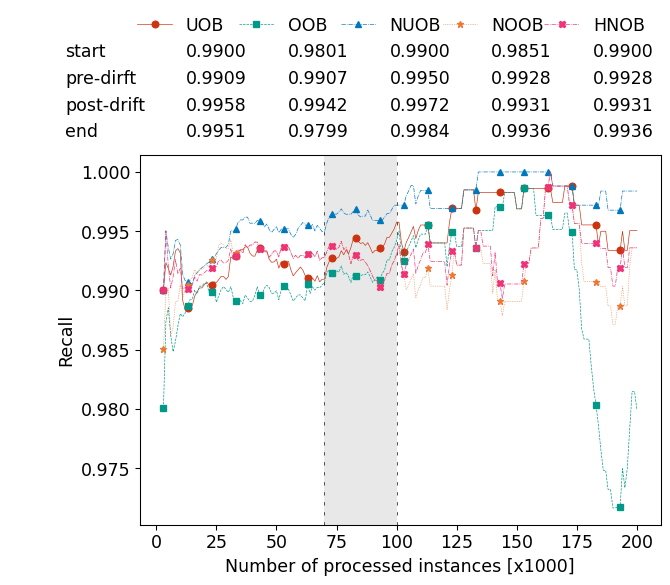 UOB OOB NUOB NOOB HNOB
start 0.9900 0.9801 0.9900 0.9851 0.9900
pre-dirft 0.9909 0.9907 0.9950 0.9928 0.9928
post-drift 0.9958 0.9942 0.9972 0.9931 0.9931
end 0.9951 0.9799 0.9984 0.9936 0.9936
1.000
0.995
0.990
0.985
0.980
0.975
Recall
0 25 50 75 100 125 150 175 200
Number of processed instances [x1000]